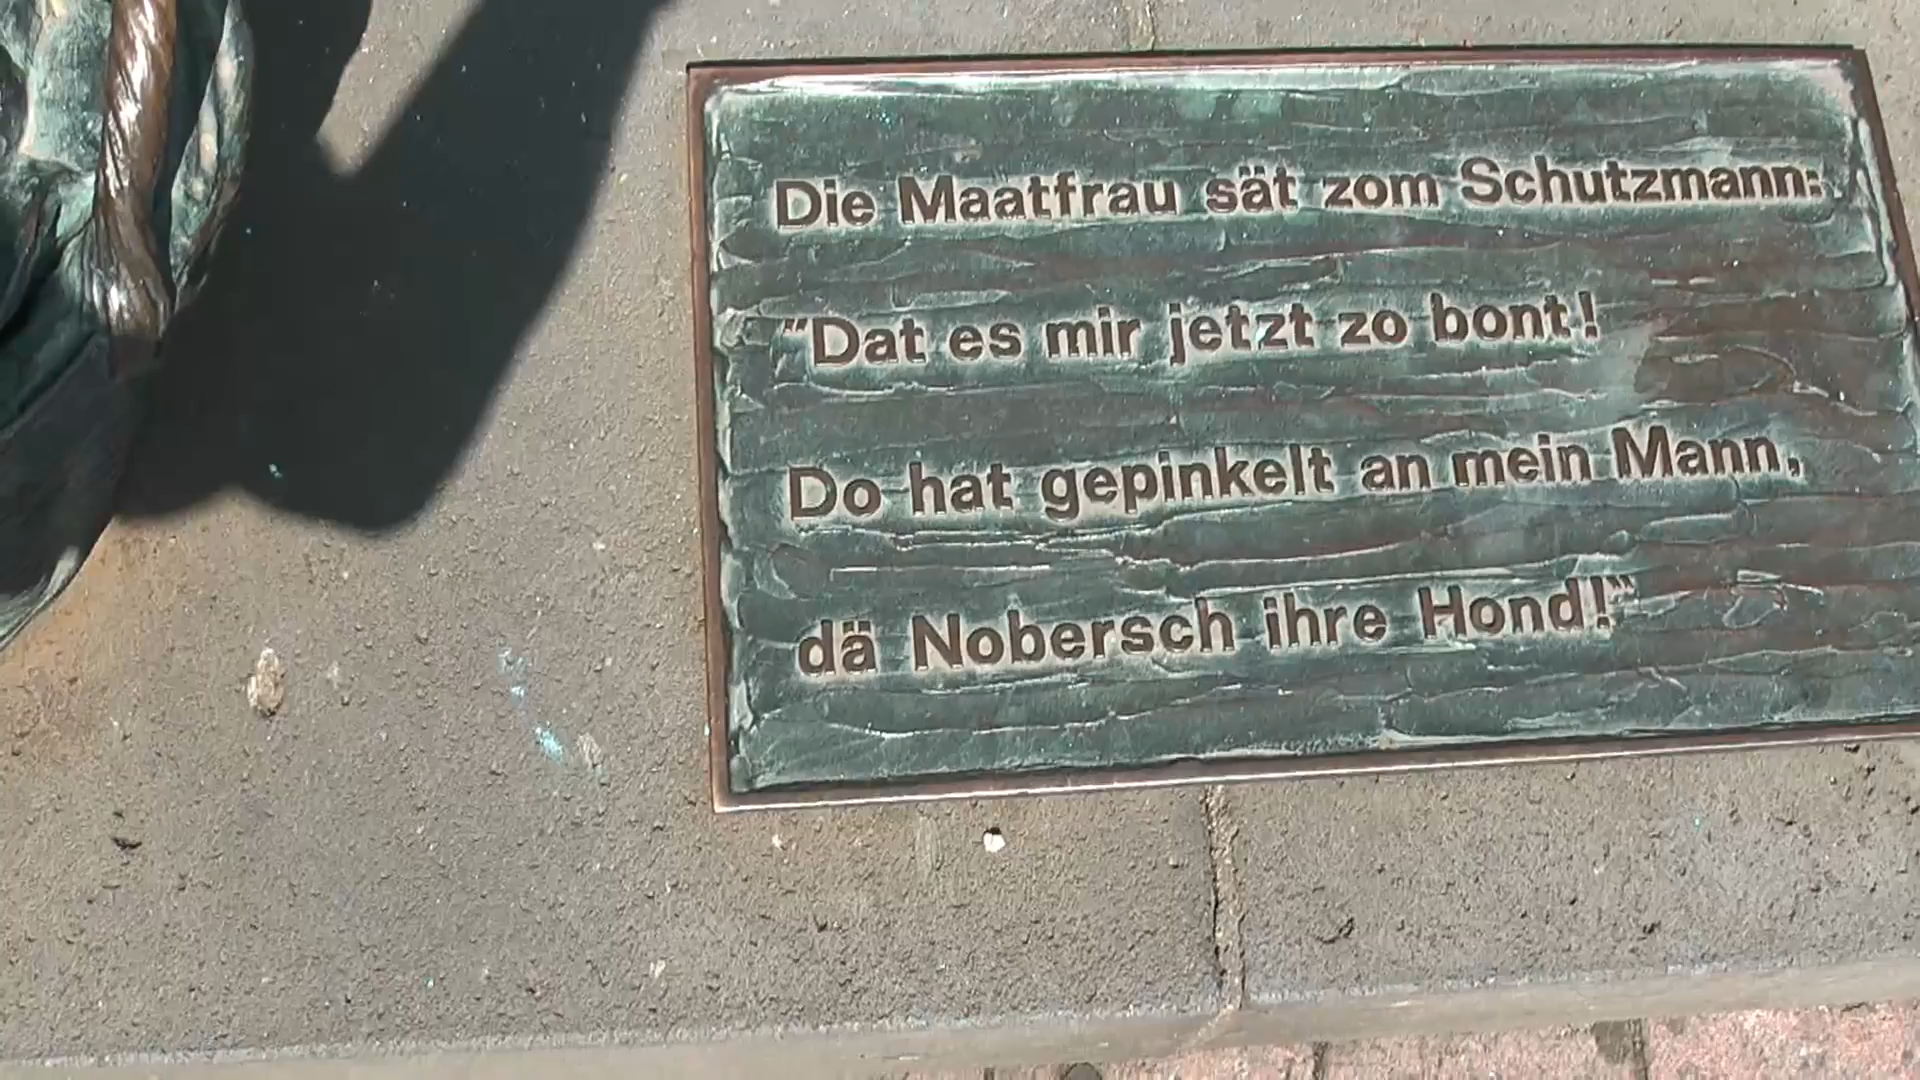 Die Maatfrau sät zom Schutzmann:
"Dat es mir jetzt zo bont!
Do hat gepinkelt an mein Mann,
dä Nobersch ihre Hond!"